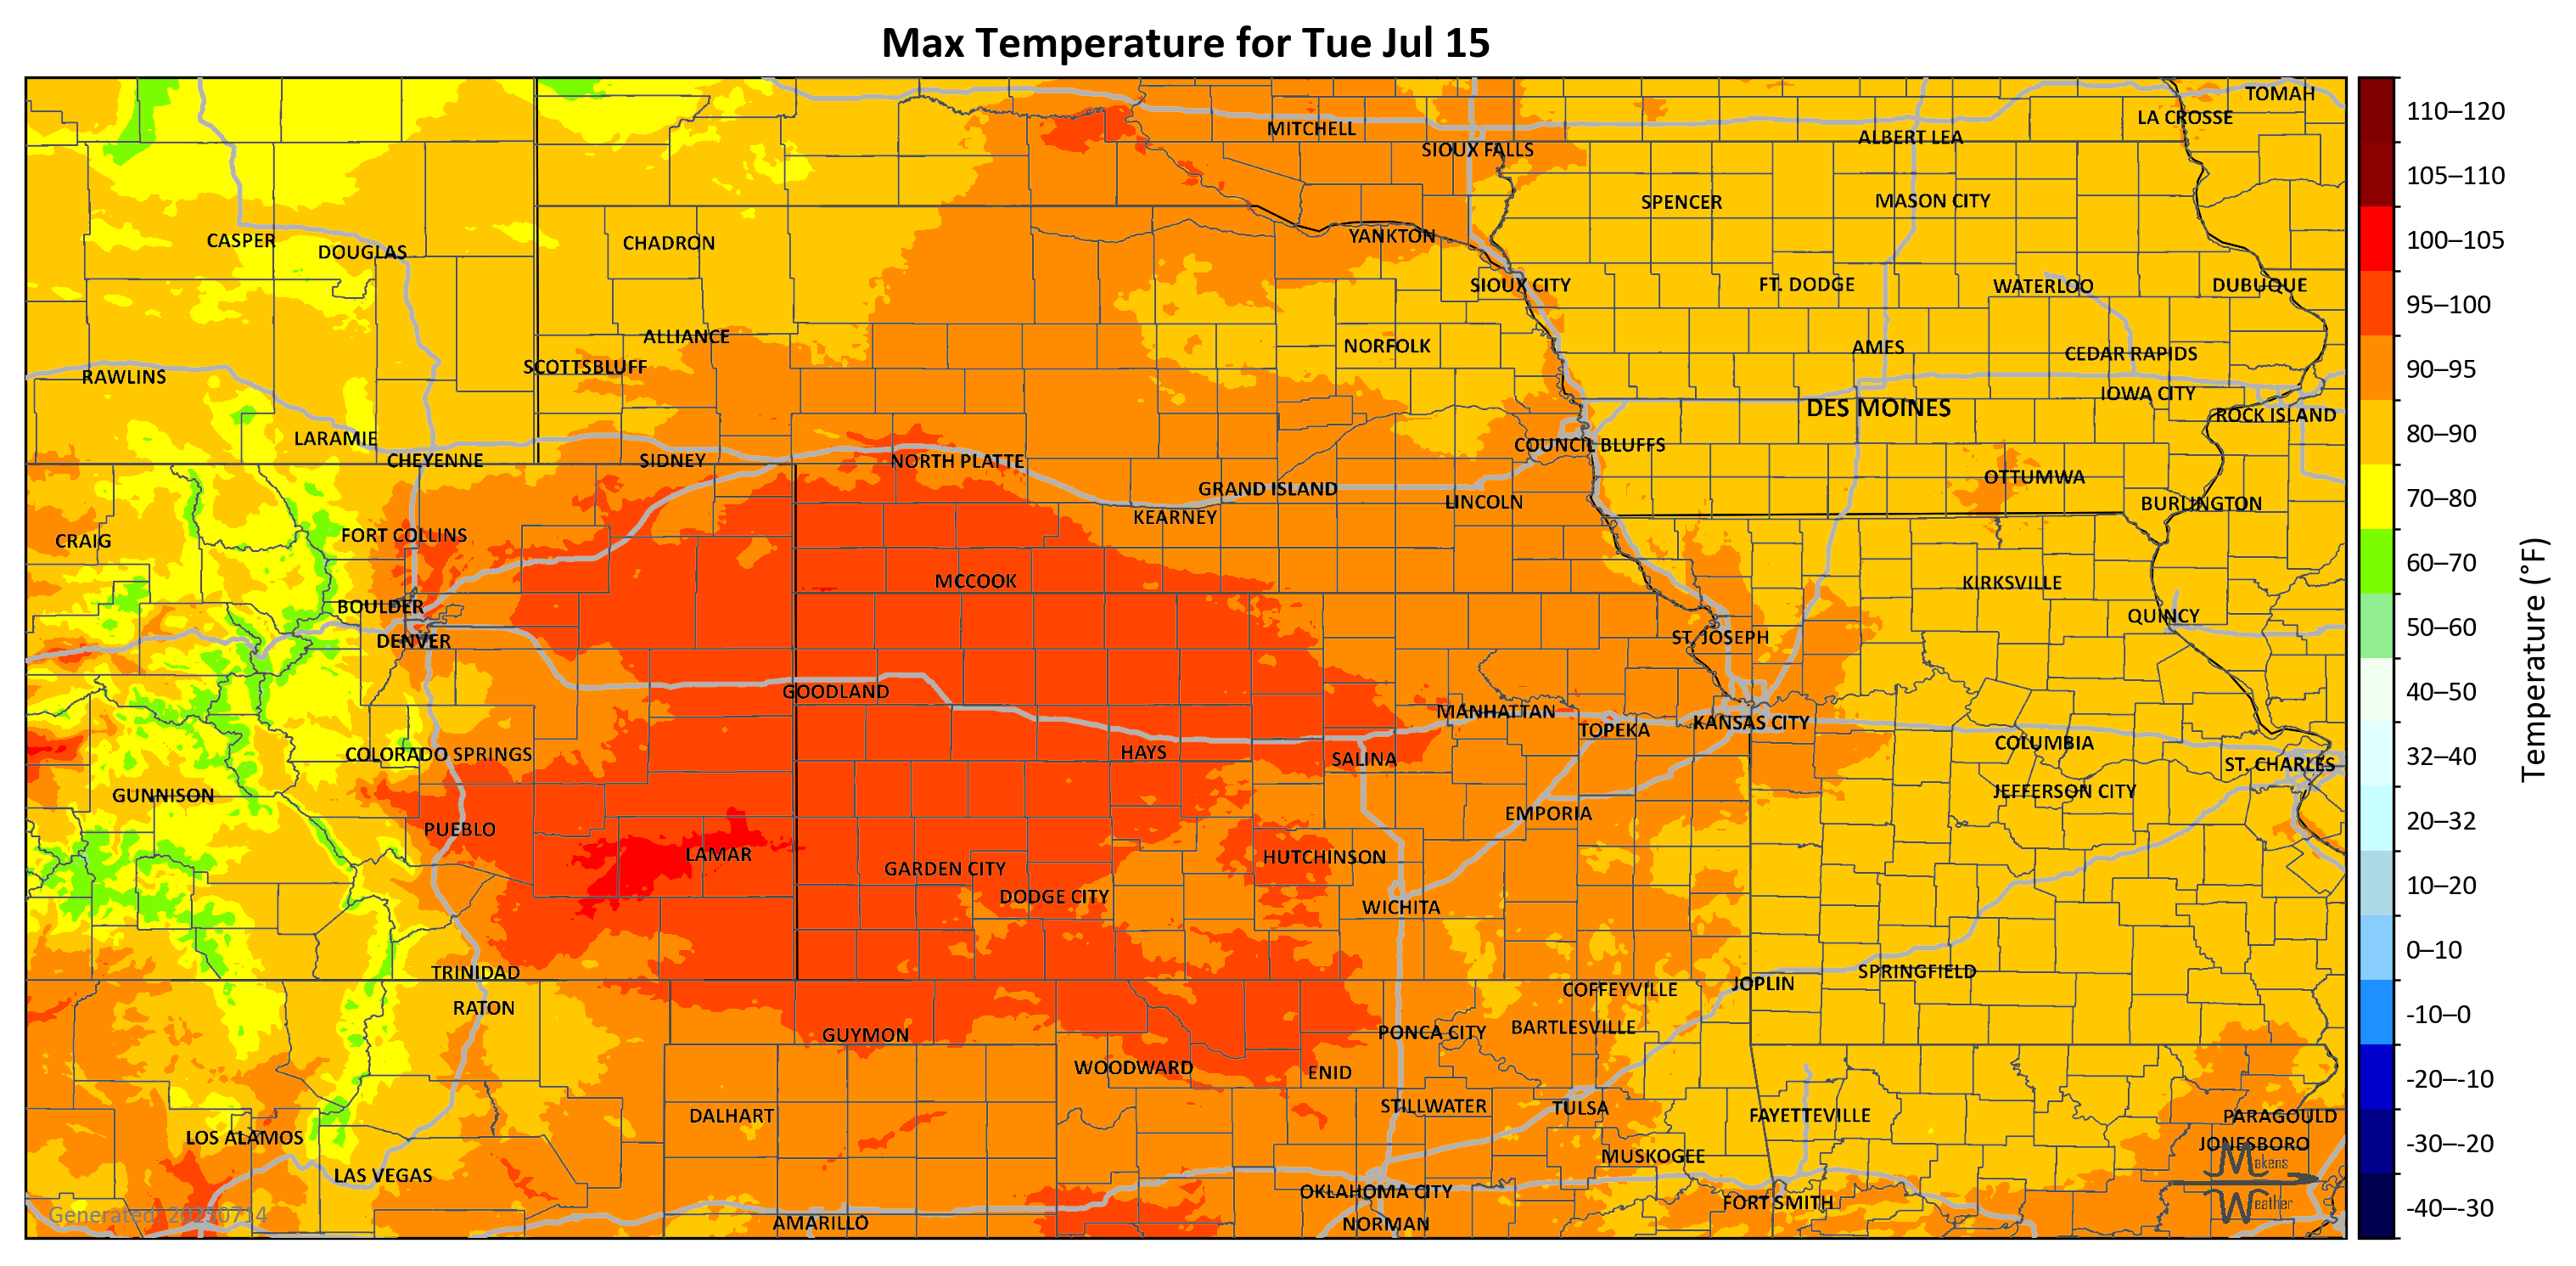 Max Temperature for Tue Jul 15
TOMAH
LA CROSSE
MITCHELL
ALBERT LEA
SIOUX FALLS
SPENCER
MASON CITY
YANKTON
CASPER
CHADRON
DOUGLAS
SIOUX CITY
FT. DODGE
WATERLOO
DUBUQUE
ALLIANCE
NORFOLK
AMES
CEDAR RAPIDS
SCOTTSBLUFF
RAWLINS
IOWA CITY
DES MOINES
ROCK ISLAND
LARAMIE
COUNCIL BLUFFS
CHEYENNE
SIDNEY
NORTH PLATTE
OTTUMWA
GRAND ISLAND
LINCOLN
BURLINGTON
KEARNEY
FORT COLLINS
CRAIG
MCCOOK
KIRKSVILLE
BOULDER
QUINCY
DENVER
ST. JOSEPH
GOODLAND
MANHATTAN
TOPEKA
KANSAS CITY
COLUMBIA
COLORADO SPRINGS
HAYS
SALINA
ST. CHARLES
GUNNISON
JEFFERSON CITY
EMPORIA
PUEBLO
LAMAR
HUTCHINSON
GARDEN CITY
DODGE CITY
WICHITA
TRINIDAD
SPRINGFIELD
JOPLIN
COFFEYVILLE
RATON
GUYMON
PONCA CITY
BARTLESVILLE
WOODWARD
ENID
STILLWATER
TULSA
DALHART
FAYETTEVILLE
PARAGOULD
LOS ALAMOS
JONESBORO
MUSKOGEE
LAS VEGAS
OKLAHOMA CITY
FORT SMITH
AMARILLO
NORMAN
Generated: 20250714
Makens
Weather
110–120
105–110
100–105
95–100
90–95
80–90
70–80
60–70
50–60
40–50
32–40
20–32
10–20
0–10
-10–0
-20–-10
-30–-20
-40–-30
Temperature (°F)